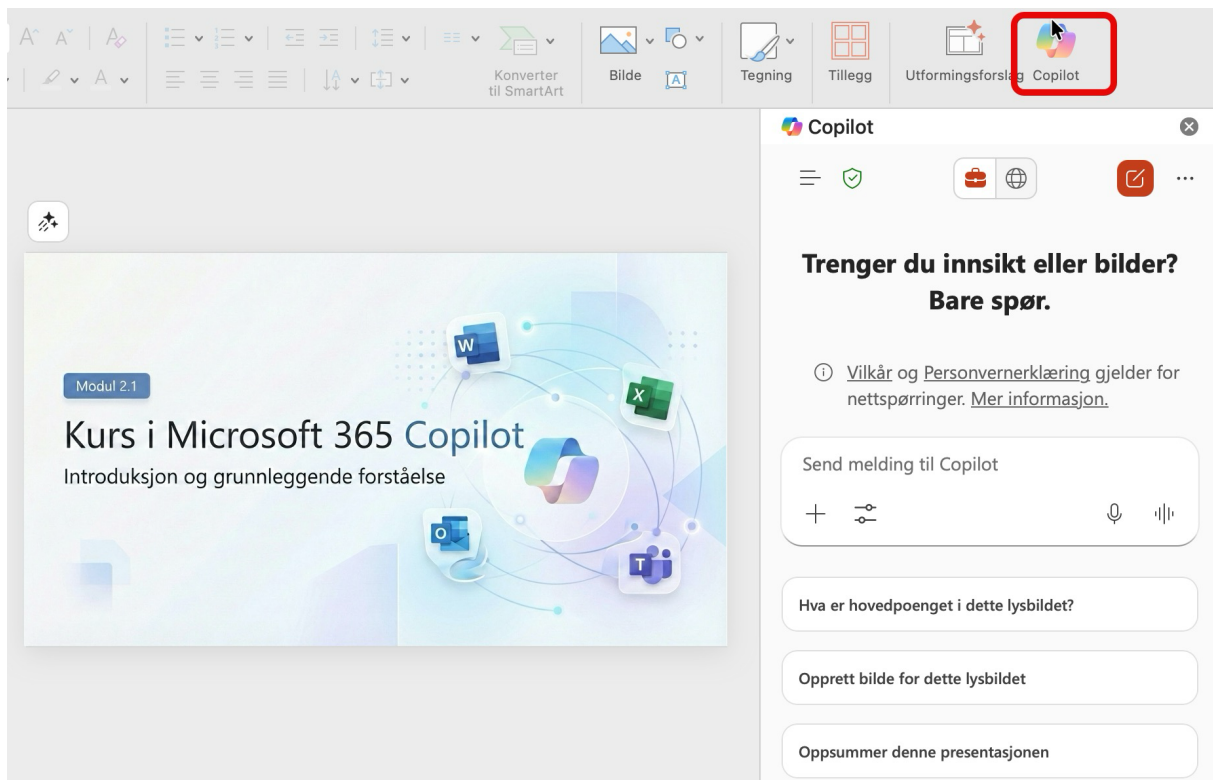 Konverter
til SmartArt
Bilde
Tegning
Tillegg
Utformingsforslag
Copilot
Copilot
Trenger du innsikt eller bilder?
Bare spør.
Vilkår og Personvernerklæring gjelder for
nettspørringer. Mer informasjon.
Send melding til Copilot
Hva er hovedpoenget i dette lysbildet?
Opprett bilde for dette lysbildet
Oppsummer denne presentasjonen
Modul 2.1
Kurs i Microsoft 365 Copilot
Introduksjon og grunnleggende forståelse
W
X
O
T